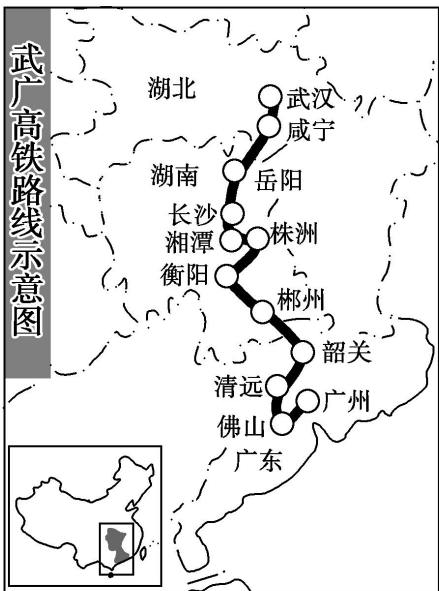 武广高铁路线示意图
湖北
武汉
咸宁
湖南
岳阳
长沙
湘潭
株洲
衡阳
郴州
韶关
清远
广州
佛山
广东